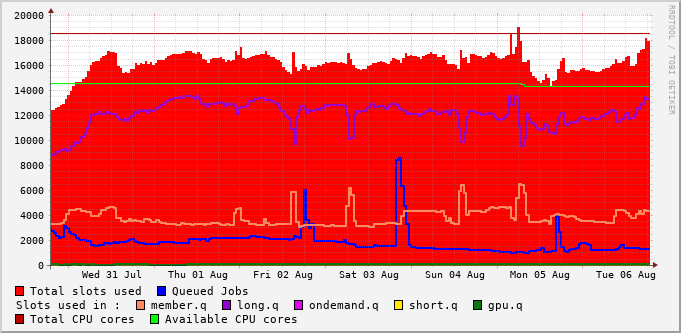 20000
18000
16000
14000
12000
10000
8000
6000
4000
2000
0
Wed 31 Jul Thu 01 Aug Fri 02 Aug Sat 03 Aug Sun 04 Aug Mon 05 Aug Tue 06 Aug
RRDTOOL / TOBI OETIKER
Total slots used Queued Jobs
Slots used in : member.q long.q ondemand.q short.q gpu.q
Total CPU cores Available CPU cores